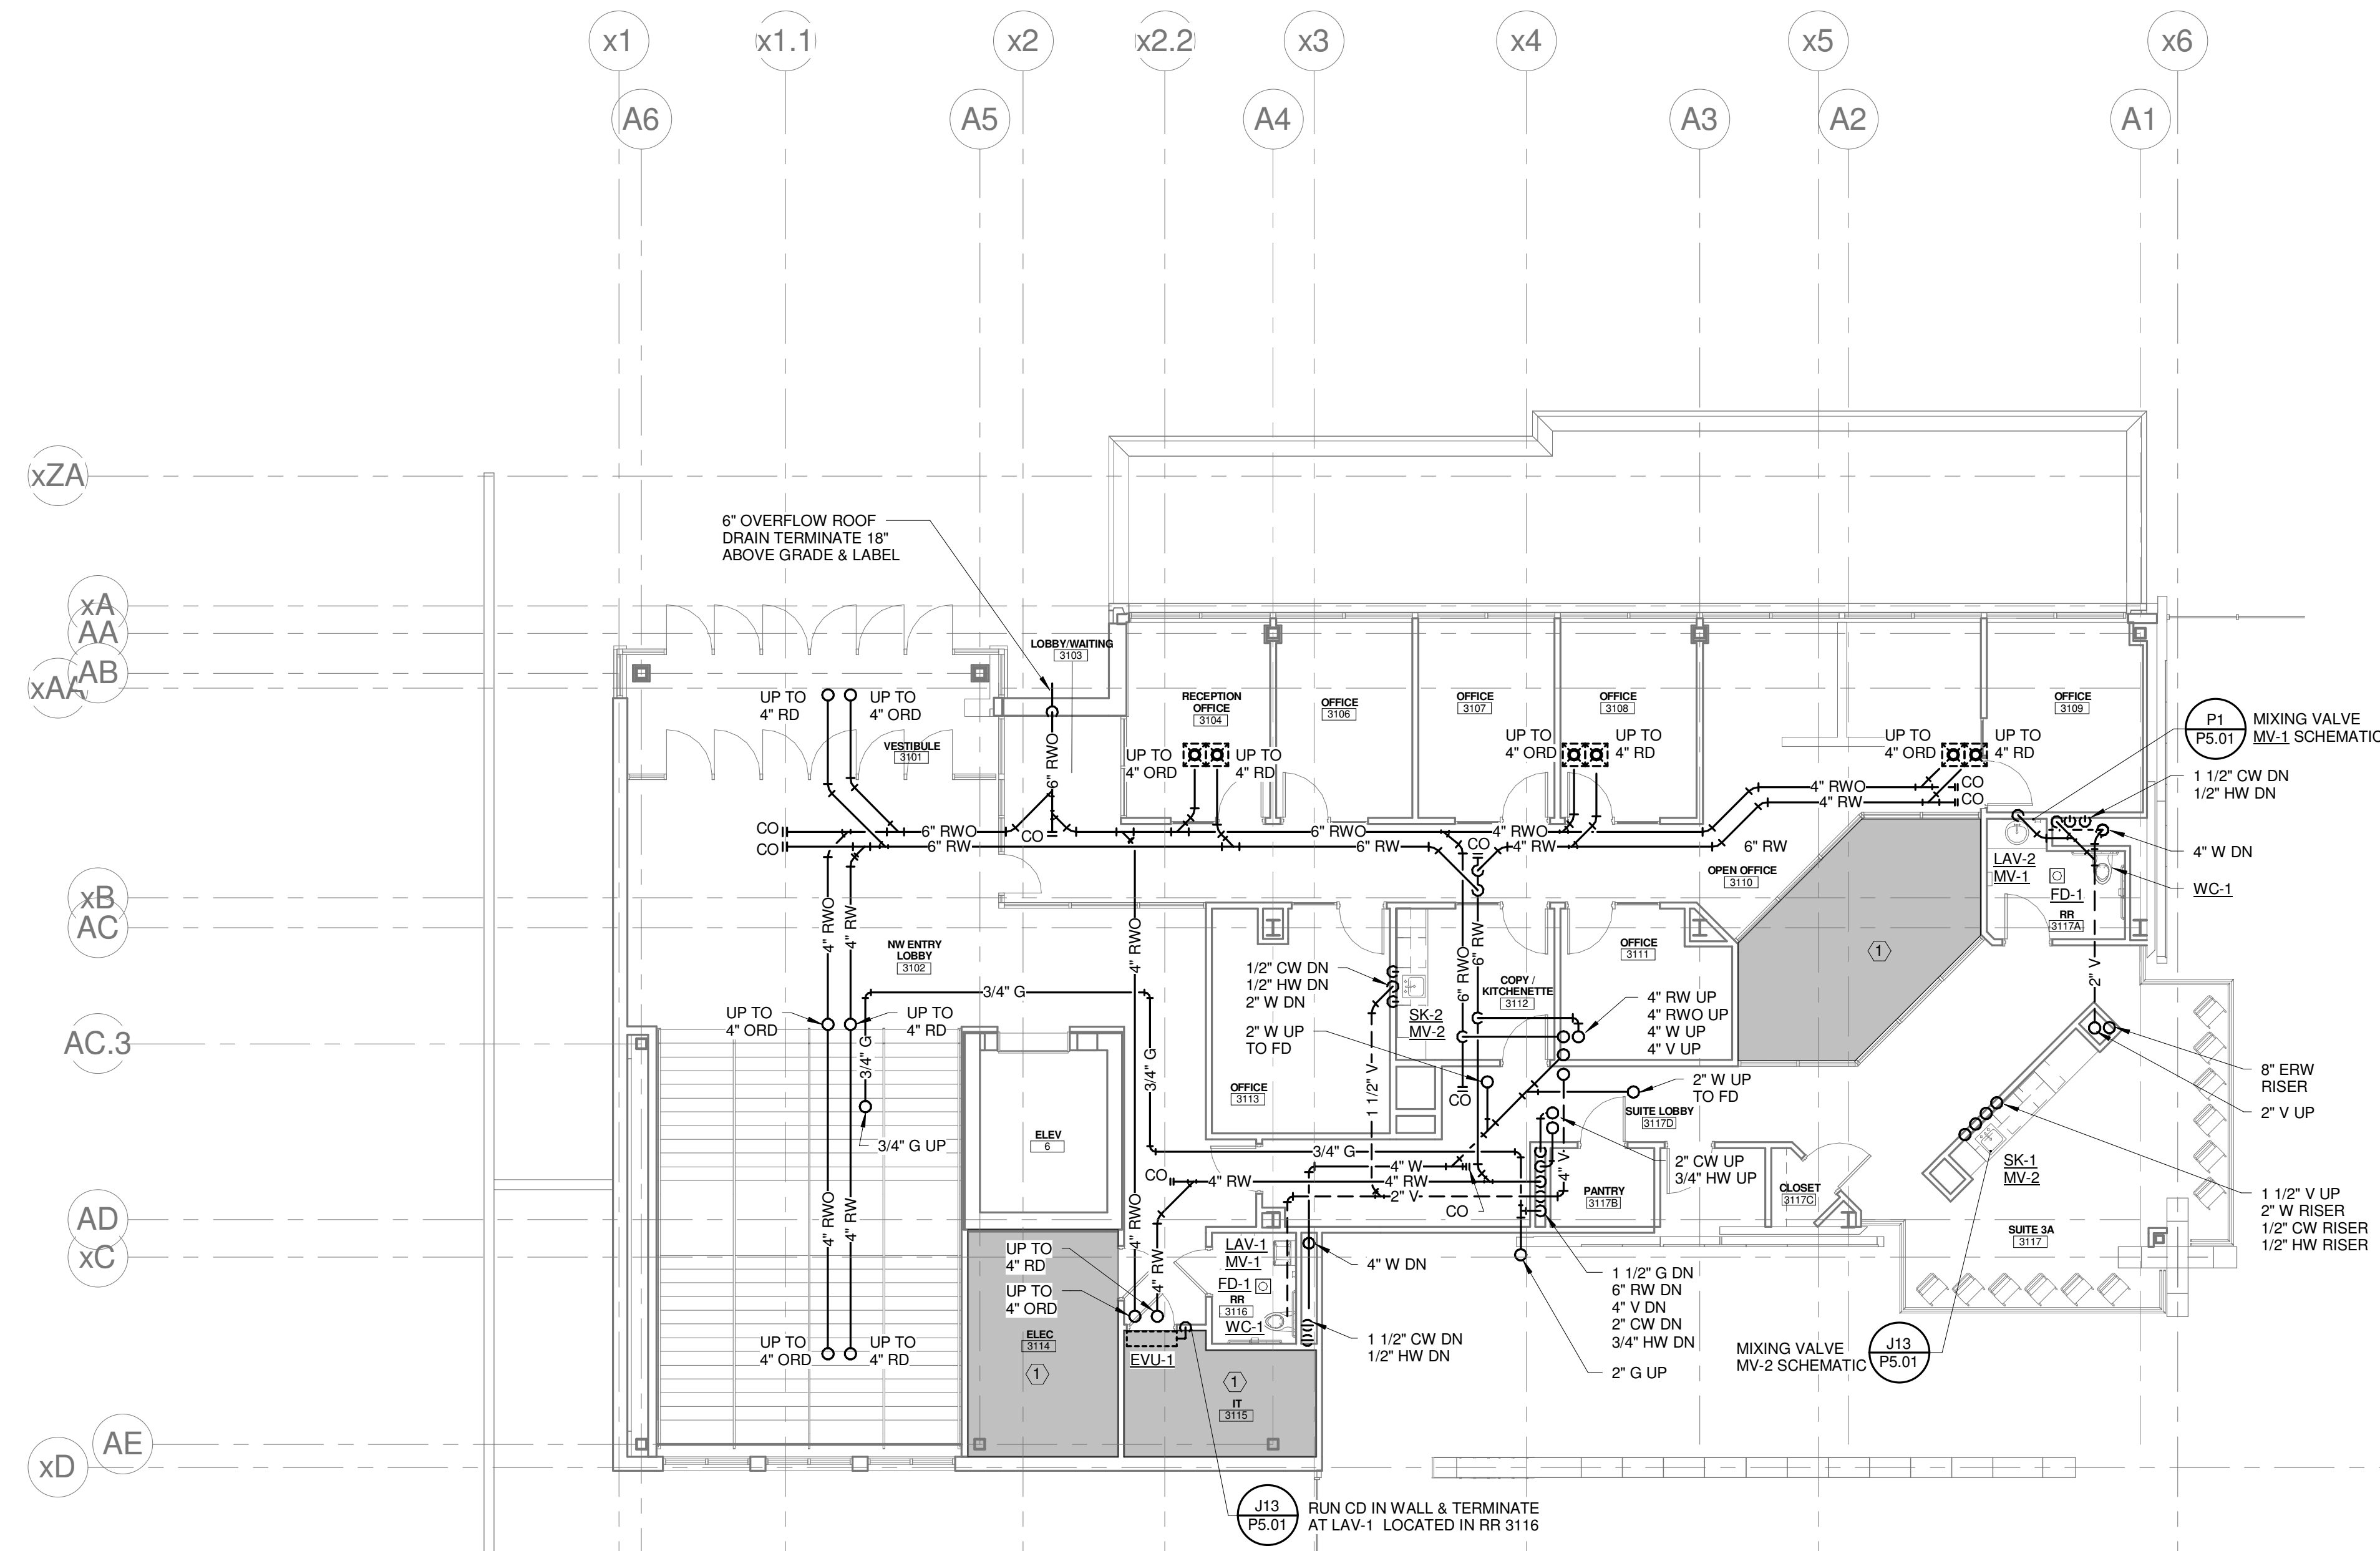 x1
x1.1
x2
x2.2
x3
x4
x5
x6
A6
A5
A4
A3
A2
A1
xZA
xA
AA
AB
xAA
xB
AC
AC.3
AD
xC
AE
xD
6" OVERFLOW ROOF
DRAIN TERMINATE 18"
ABOVE GRADE & LABEL
LOBBY/WAITING
3103
UP TO
4" RD
UP TO
4" ORD
VESTIBULE
3101
6" RWO
RECEPTION
OFFICE
3104
UP TO
4" ORD
UP TO
4" RD
OFFICE
3106
OFFICE
3107
OFFICE
3108
UP TO
4" ORD
UP TO
4" RD
UP TO
4" ORD
UP TO
4" RD
OFFICE
3109
P1
P5.01
MIXING VALVE
MV-1 SCHEMATIC
1 1/2" CW DN
1/2" HW DN
4" W DN
WC-1
CO
CO
6" RWO
6" RW
CO
6" RWO
6" RW
CO
4" RWO
4" RW
4" RWO
4" RW
CO
CO
6" RW
OPEN OFFICE
3110
LAV-2
MV-1
FD-1
RR
3117A
2" V
1
4" RWO
4" RW
NW ENTRY
LOBBY
3102
4" RWO
3/4" G
UP TO
4" ORD
UP TO
4" RD
3/4" G
3/4" G UP
3/4" G
1/2" CW DN
1/2" HW DN
2" W DN
2" W UP
TO FD
SK-2
MV-2
6" RWO
6" RW
COPY /
KITCHENETTE
3112
OFFICE
3111
4" RW UP
4" RWO UP
4" W UP
4" V UP
OFFICE
3113
1 1/2" V
CO
2" W UP
TO FD
SUITE LOBBY
3117D
ELEV
6
3/4" G
CO
4" W
4" RW
4" RW
2" V
CO
4" V
2" CW UP
3/4" HW UP
PANTRY
3117B
CLOSET
3117C
SK-1
MV-2
8" ERW
RISER
2" V UP
1 1/2" V UP
2" W RISER
1/2" CW RISER
1/2" HW RISER
SUITE 3A
3117
4" RWO
4" RW
4" RWO
4" RW
UP TO
4" RD
UP TO
4" ORD
LAV-1
MV-1
FD-1
RR
3116
WC-1
4" W DN
1 1/2" CW DN
1/2" HW DN
1 1/2" G DN
6" RW DN
4" V DN
2" CW DN
3/4" HW DN
2" G UP
MIXING VALVE
MV-2 SCHEMATIC
J13
P5.01
UP TO
4" ORD
UP TO
4" RD
ELEC
3114
1
EVU-1
1
IT
3115
J13
P5.01
RUN CD IN WALL & TERMINATE
AT LAV-1 LOCATED IN RR 3116